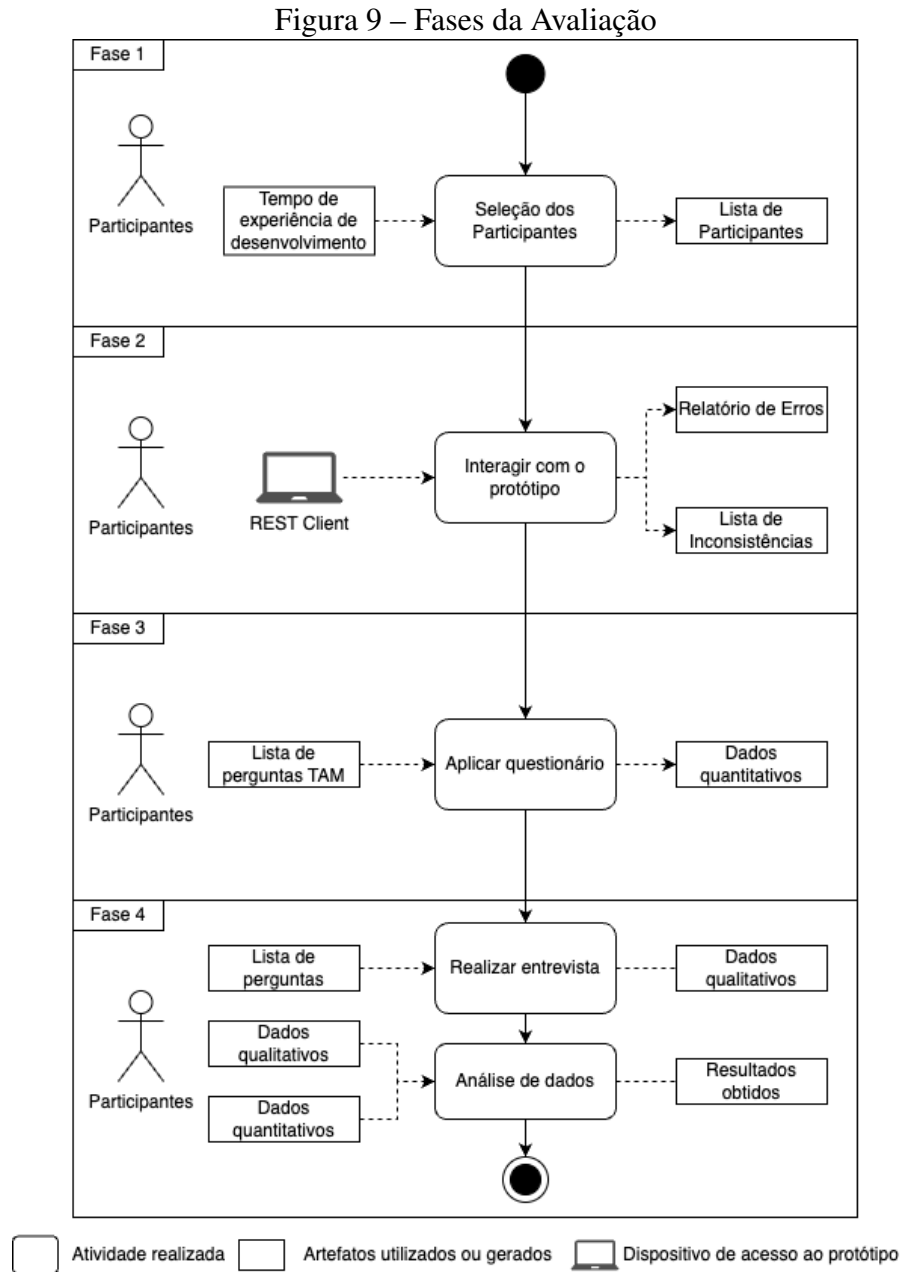 Figura 9 – Fases da Avaliação
Fase 1
Participantes
Tempo de
experiência de
desenvolvimento
Seleção dos
Participantes
Lista de
Participantes
Fase 2
Participantes
REST Client
Interagir com o
protótipo
Relatório de Erros
Lista de
Inconsistências
Fase 3
Participantes
Lista de
perguntas TAM
Aplicar questionário
Dados
quantitativos
Fase 4
Participantes
Lista de
perguntas
Realizar entrevista
Dados
qualitativos
Dados
qualitativos
Dados
quantitativos
Análise de dados
Resultados
obtidos
Atividade realizada
Artefatos utilizados ou gerados
Dispositivo de acesso ao protótipo